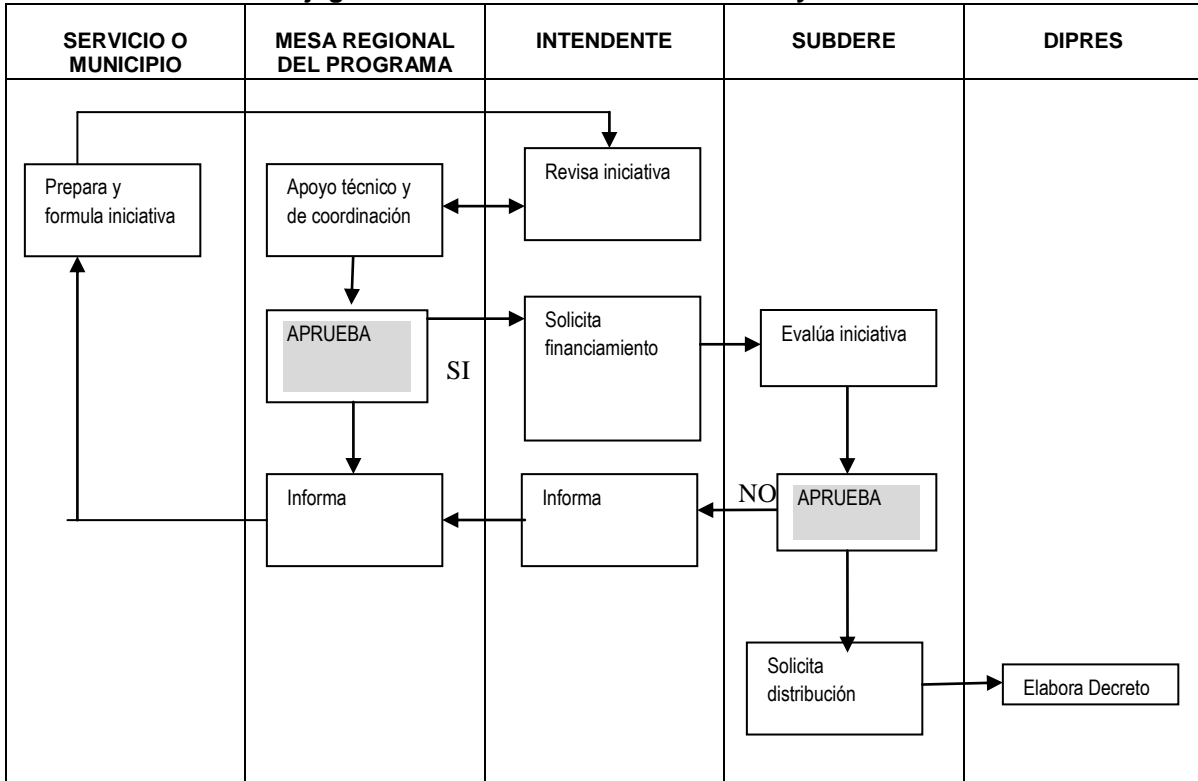 SERVICIO O
MUNICIPIO
MESA REGIONAL
DEL PROGRAMA
INTENDENTE
SUBDERE
DIPRES
Prepara y
formula iniciativa
Apoyo técnico y
de coordinación
Revisa iniciativa
APRUEBA
SI
Solicita
financiamiento
Evalúa iniciativa
Informa
Informa
NO
APRUEBA
Solicita
distribución
Elabora Decreto